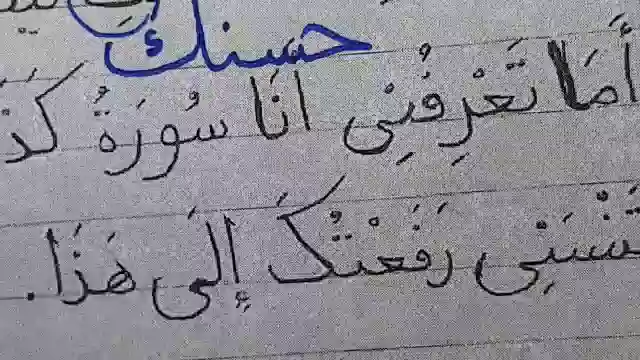 حسنك
أَمَا تَعْرِفُنِي أَنَا سُورَةُ
رَفَعْتُكَ إِلَى هَذَا.